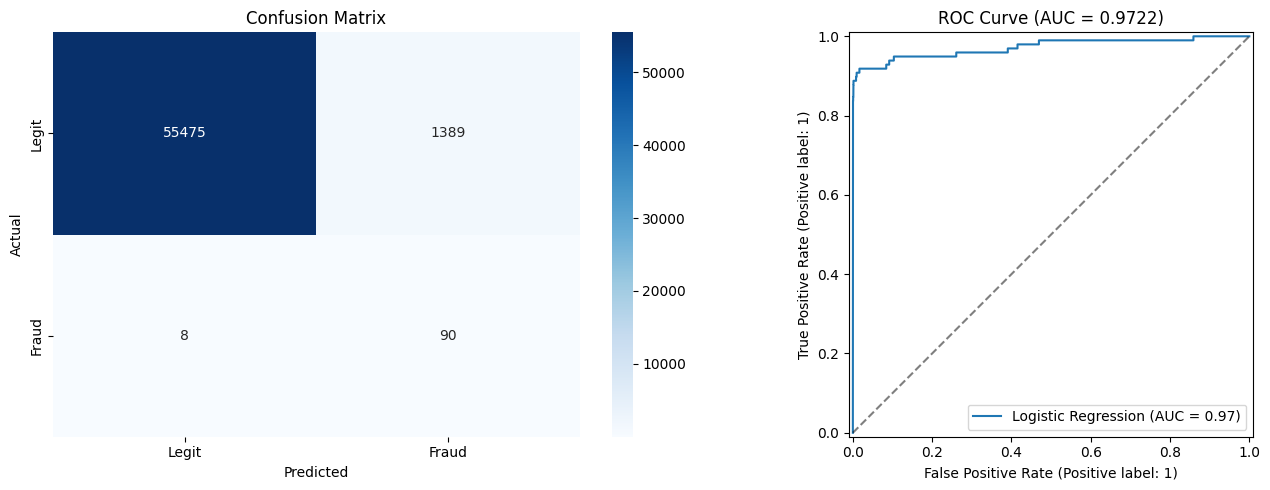 Confusion Matrix
Legit
Fraud
Actual
55475
1389
8
90
Legit
Fraud
Predicted
50000
40000
30000
20000
10000
ROC Curve (AUC = 0.9722)
True Positive Rate (Positive label: 1)
1.0
0.8
0.6
0.4
0.2
0.0
Logistic Regression (AUC = 0.97)
0.0 0.2 0.4 0.6 0.8 1.0
False Positive Rate (Positive label: 1)